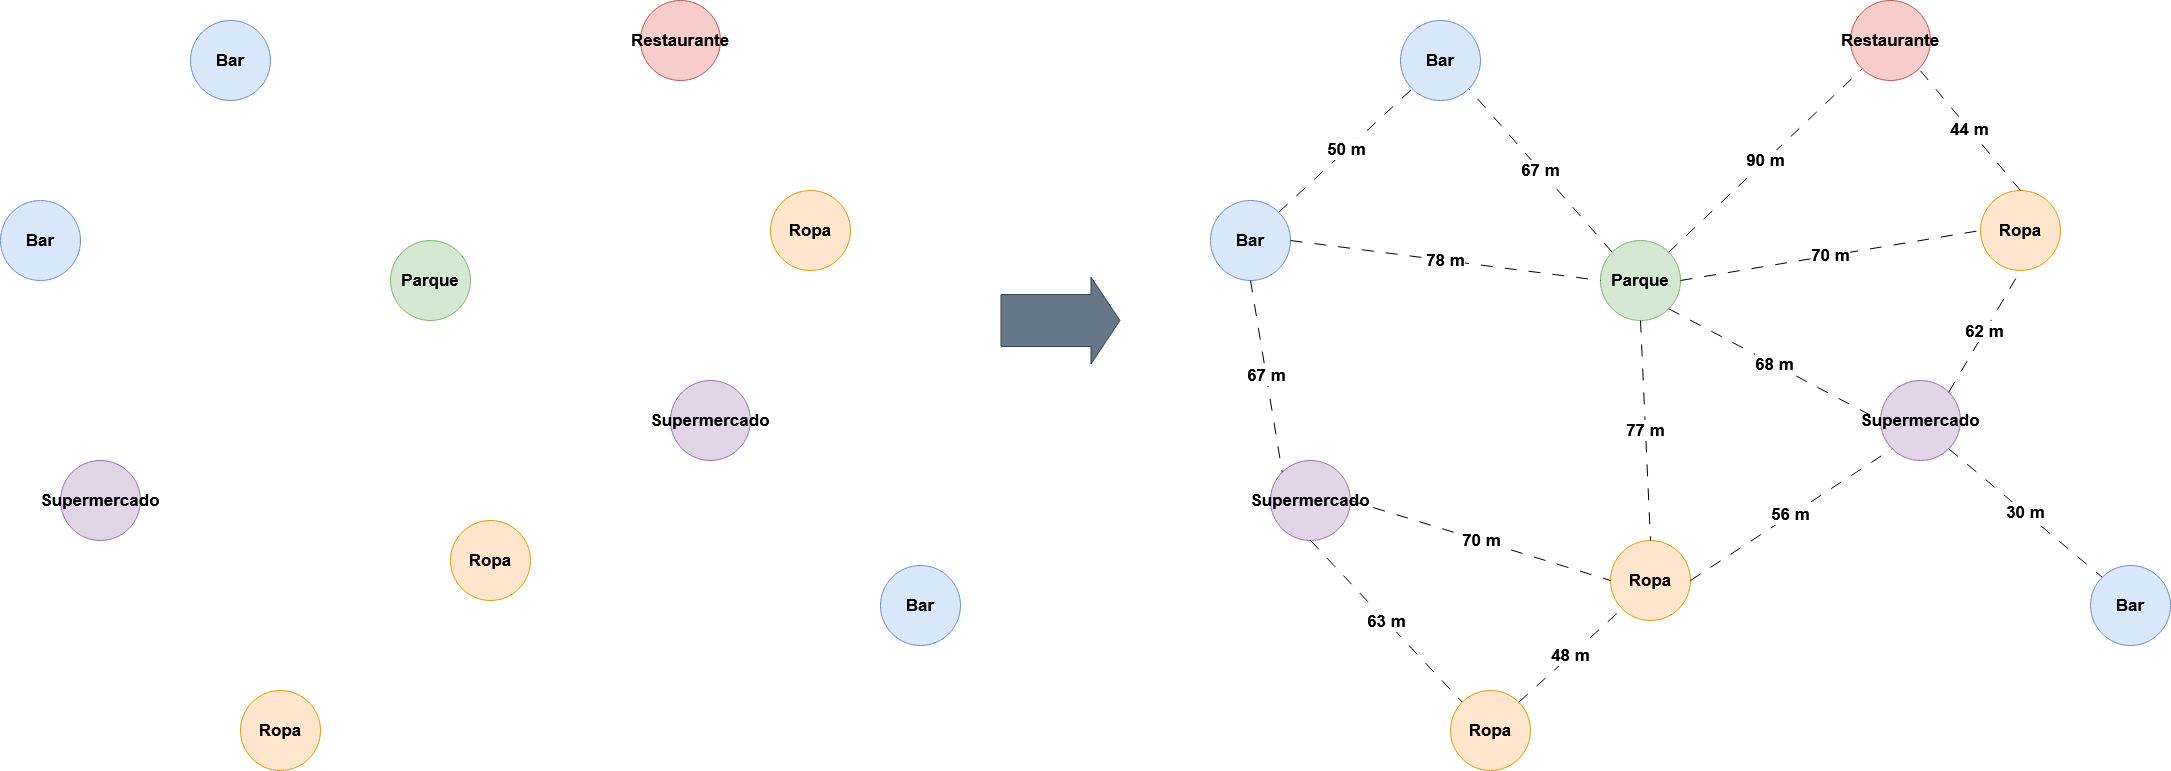 Bar
Restaurante
Bar
Parque
Ropa
Supermercado
Supermercado
Ropa
Bar
Ropa
Bar
Restaurante
50 m
67 m
90 m
44 m
Bar
78 m
Parque
70 m
Ropa
67 m
77 m
68 m
62 m
Supermercado
Supermercado
70 m
56 m
30 m
Ropa
Bar
63 m
48 m
Ropa